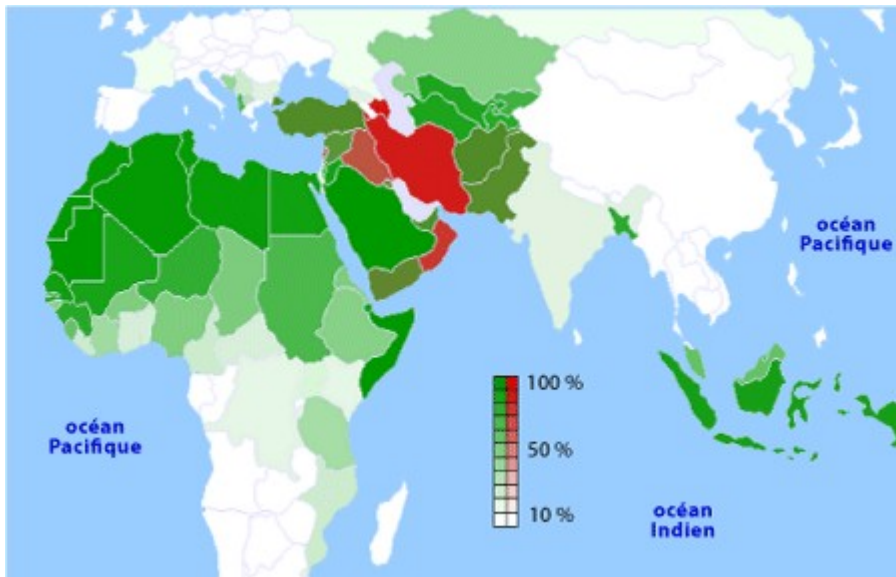 océan
Pacifique
100 %
50 %
10 %
océan
Pacifique
océan
Indien